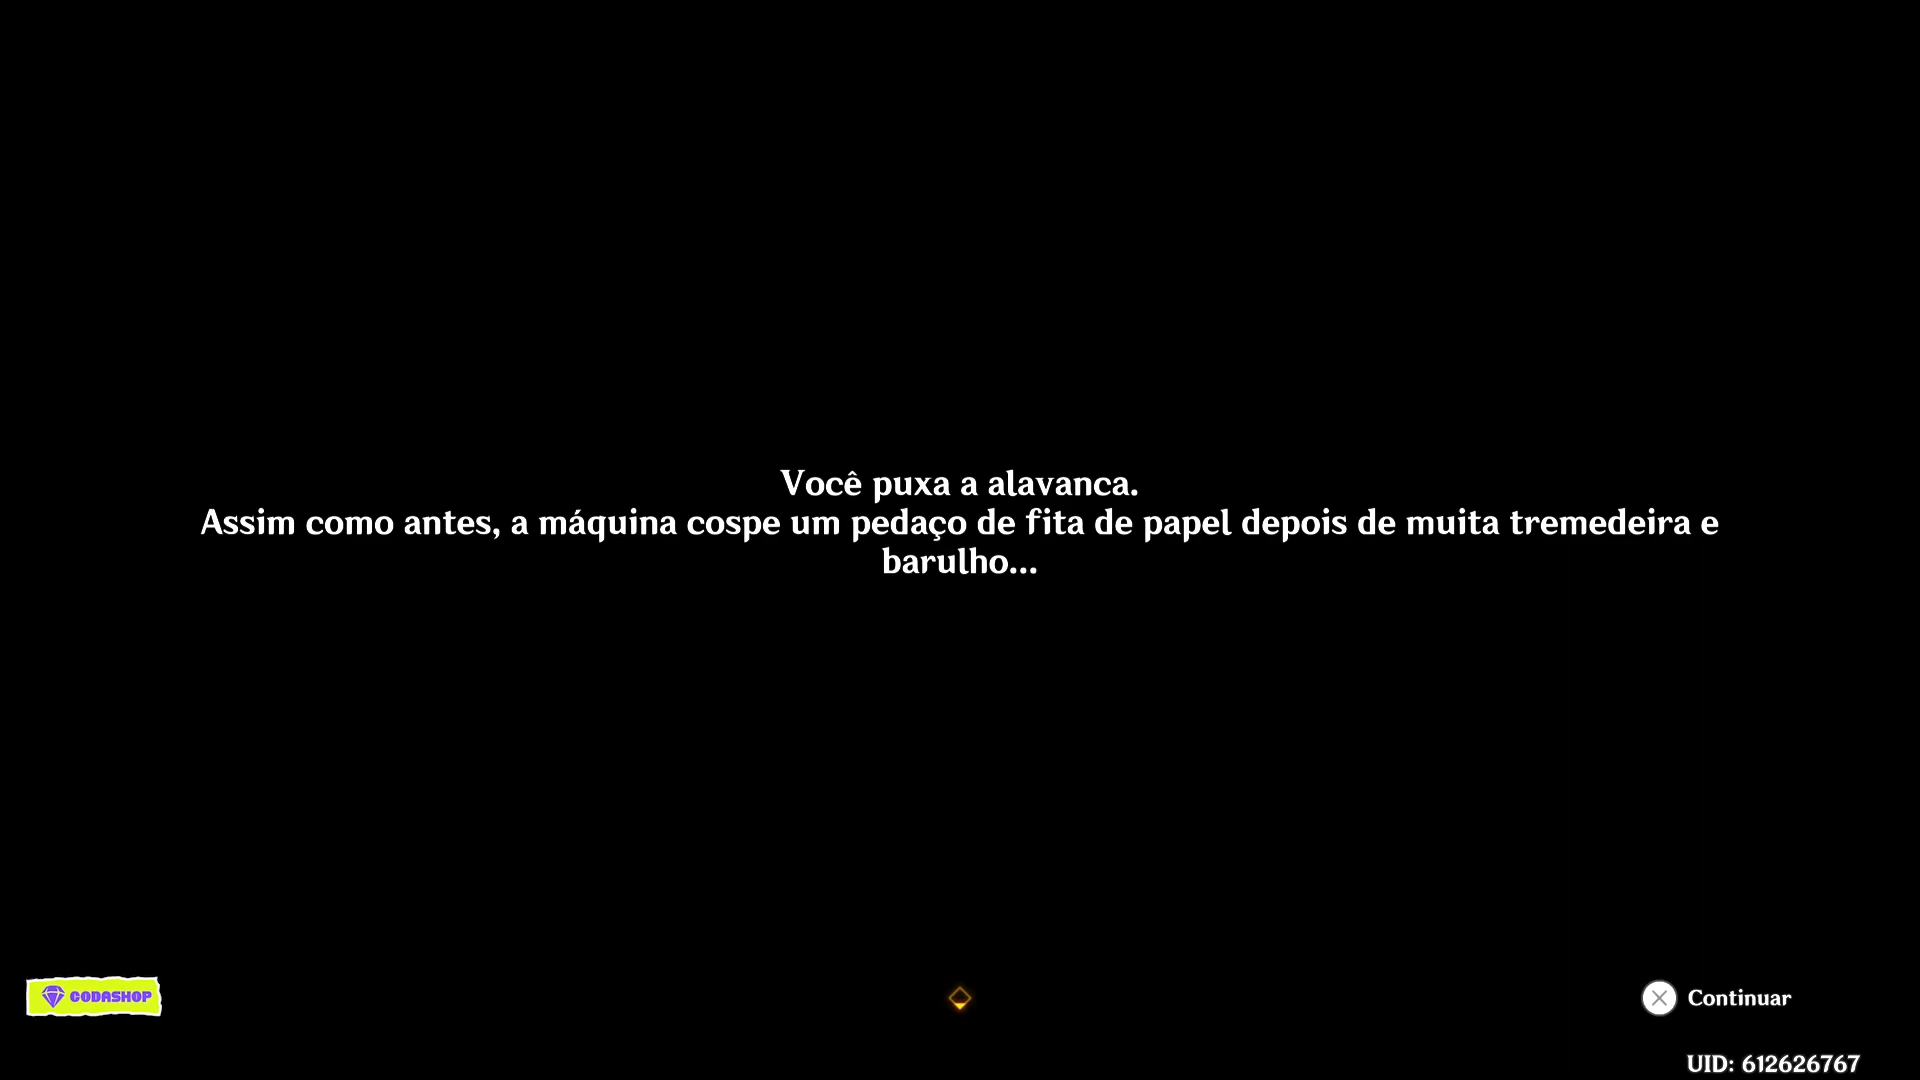 Você puxa a alavanca.
Assim como antes, a máquina cospe um pedaço de fita de papel depois de muita tremedeira e
barulho...
CODASHOP
Continuar
UID: 612626767